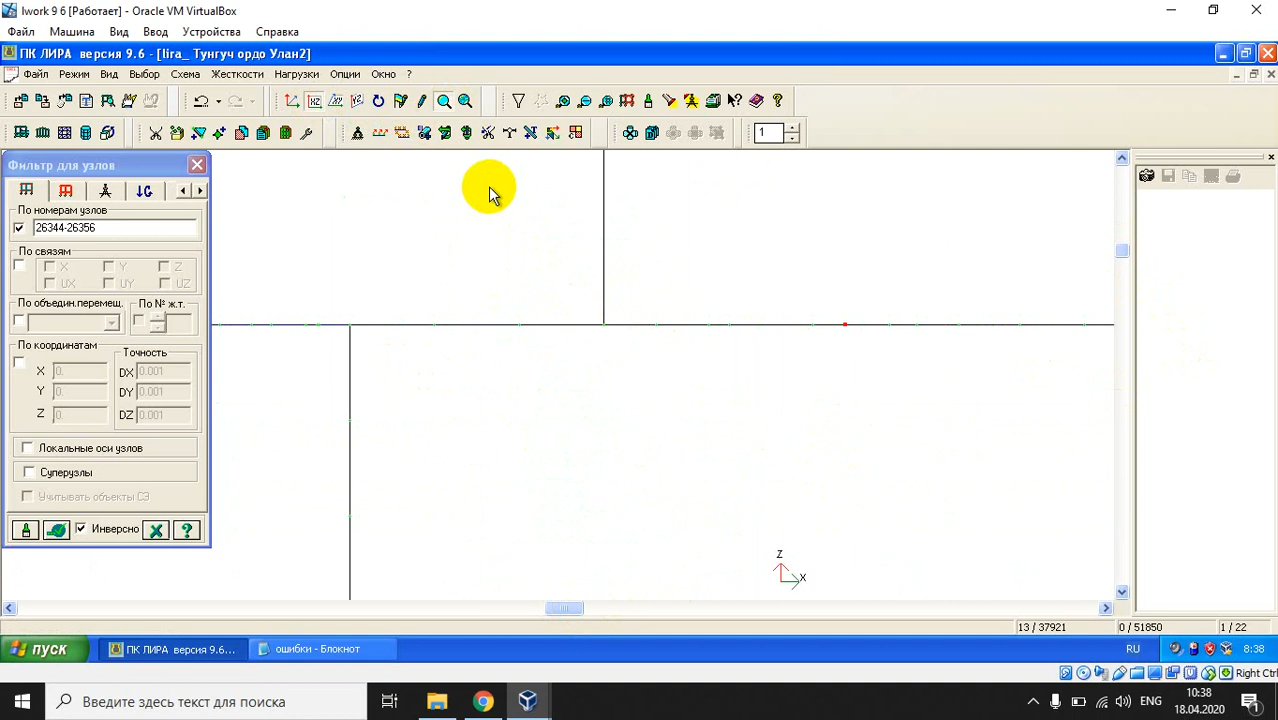 Iwork 9 6 [Работает] - Oracle VM VirtualBox
Файл Машина Вид Ввод Устройства Справка
ПК ЛИРА версия 9.6 - [lira_ Тунгуч ордо Улан2]
Файл Режим Вид Выбор Схема Жесткости Нагрузки Опции Окно ?
1
Фильтр для узлов
По номерам узлов
26344-26356
По связям
X Y Z
UX UY UZ
По объедин.перемещ. По № ж.т.
По координатам Точность
X 0. DX 0.001
Y 0. DY 0.001
Z 0. DZ 0.001
Локальные оси узлов
Суперузлы
Учитывать объекты СЭ
Инверсно
Z
X
13 / 37921 0 / 51850 1 / 22
пуск ПК ЛИРА версия 9.6... ошибки - Блокнот RU 8:38
Right Ctrl
Введите здесь текст для поиска ENG 10:38
18.04.2020